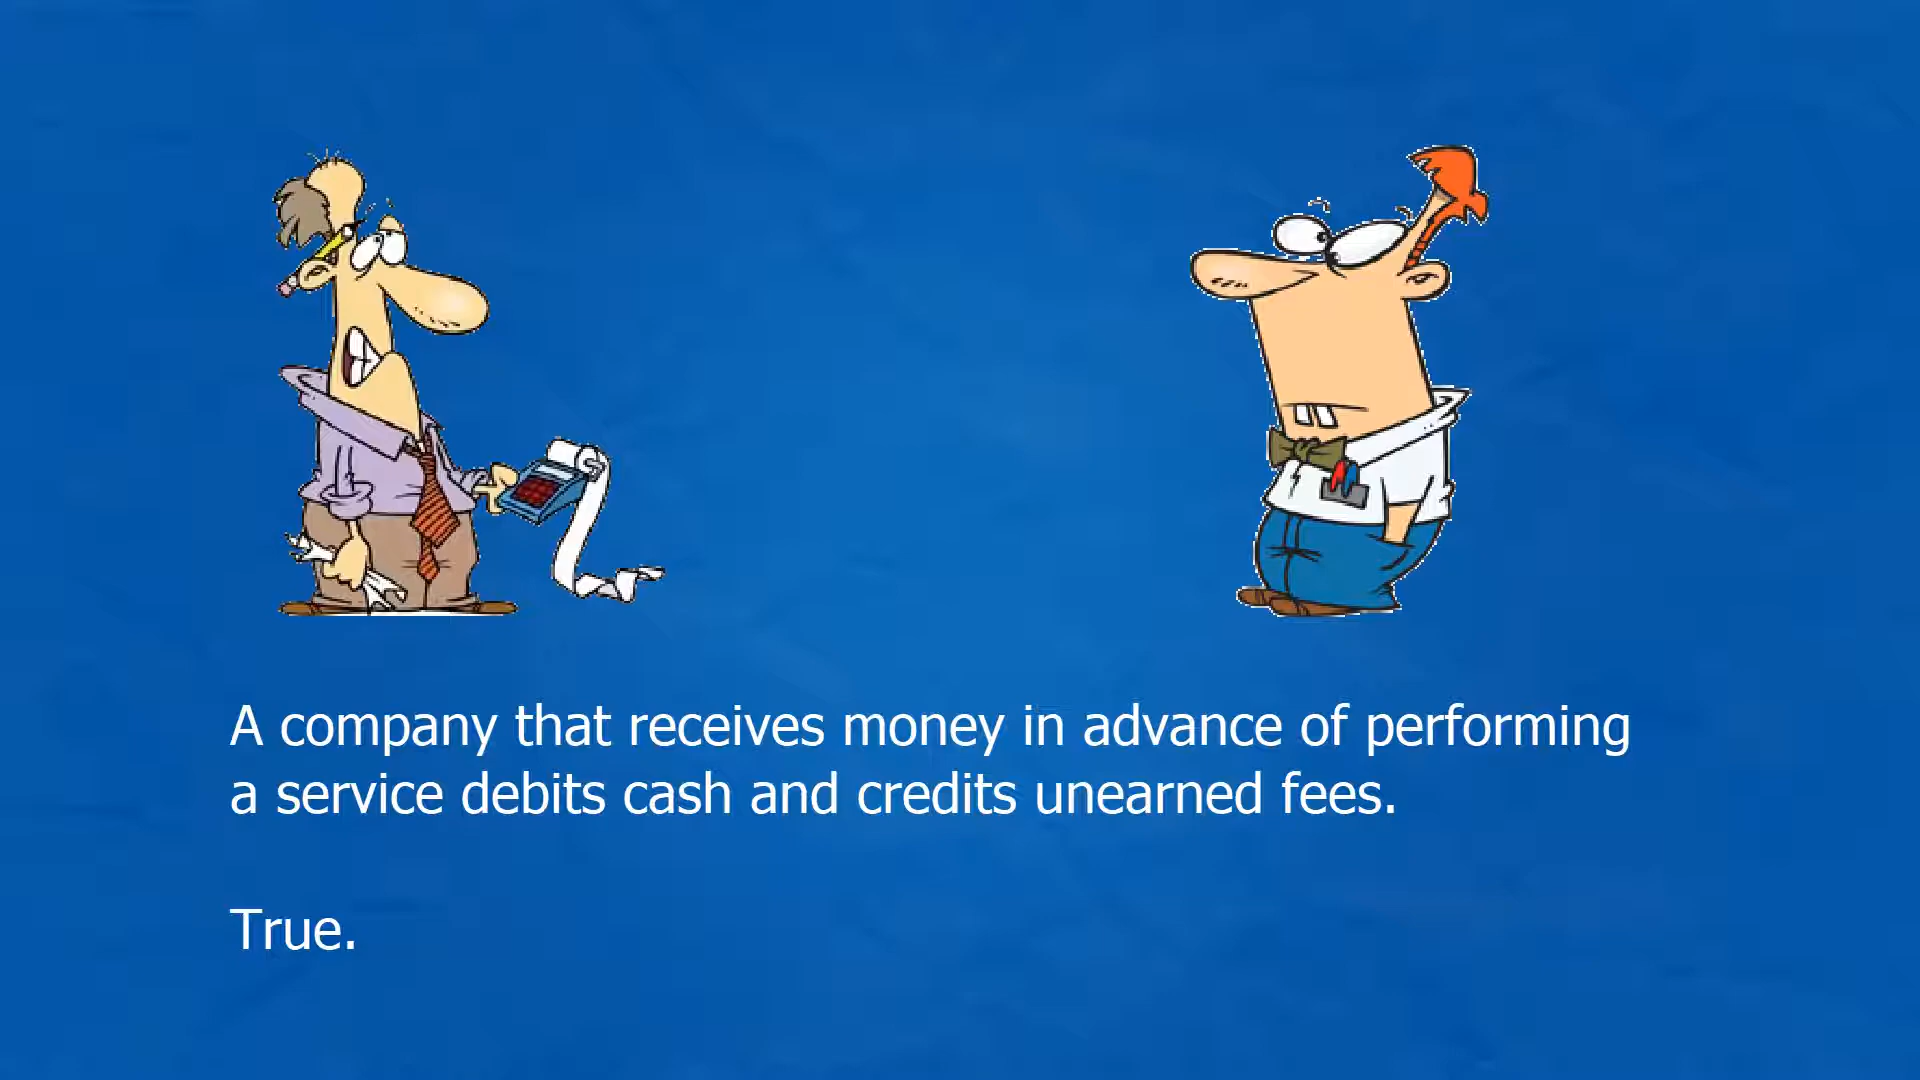 A company that receives money in advance of performing
a service debits cash and credits unearned fees.
True.